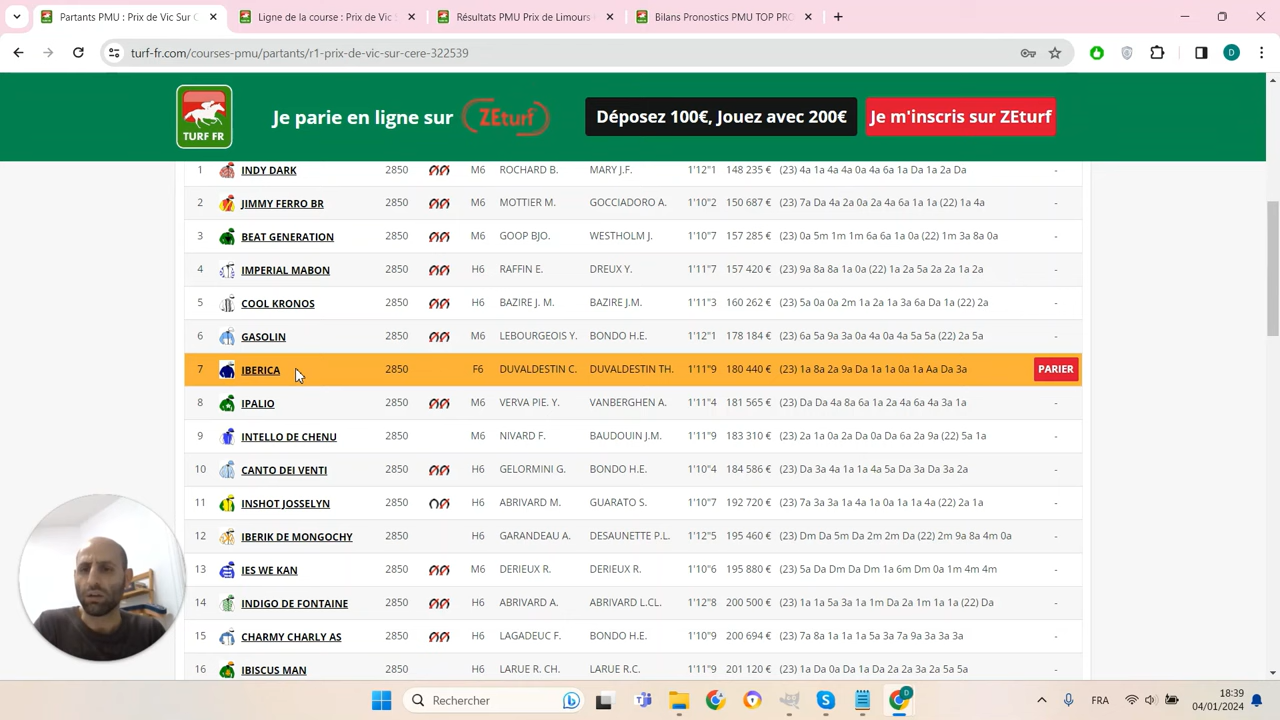 Partants PMU : Prix de Vic Sur C
Ligne de la course : Prix de Vic S
Résultats PMU Prix de Limours
Bilans Pronostics PMU TOP PRO
turf-fr.com/courses-pmu/partants/r1-prix-de-vic-sur-cere-322539
D
TURF FR
Je parie en ligne sur ZEturf
Déposez 100€, Jouez avec 200€
Je m'inscris sur ZEturf
1 INDY DARK 2850 M6 ROCHARD B. MARY J.F. 1'12"1 148 235 € (23) 4a 1a 4a 4a 0a 4a 6a 1a Da 1a 2a Da -
2 JIMMY FERRO BR 2850 M6 MOTTIER M. GOCCIADORO A. 1'10"2 150 687 € (23) 7a Da 4a 2a 0a 2a 4a 6a 1a 1a (22) 1a 4a -
3 BEAT GENERATION 2850 M6 GOOP BJO. WESTHOLM J. 1'10"7 157 285 € (23) 0a 5m 1m 1m 6a 6a 1a 0a (22) 1m 3a 8a 0a -
4 IMPERIAL MABON 2850 H6 RAFFIN E. DREUX Y. 1'11"7 157 420 € (23) 9a 8a 8a 1a 0a (22) 1a 2a 5a 2a 2a 1a 2a -
5 COOL KRONOS 2850 H6 BAZIRE J. M. BAZIRE J.M. 1'11"3 160 262 € (23) 5a 0a 0a 2m 1a 2a 1a 3a 6a Da 1a (22) 2a -
6 GASOLIN 2850 M6 LEBOURGEOIS Y. BONDO H.E. 1'12"1 178 184 € (23) 6a 5a 9a 3a 0a 4a 0a 4a 5a 5a (22) 2a 5a -
7 IBERICA 2850 F6 DUVALDESTIN C. DUVALDESTIN TH. 1'11"9 180 440 € (23) 1a 8a 2a 9a Da 1a 1a 0a 1a Aa Da 3a PARIER
8 IPALIO 2850 M6 VERVA PIE. Y. VANBERGHEN A. 1'11"4 181 565 € (23) Da Da 4a 8a 6a 1a 2a 4a 6a 4a 3a 1a -
9 INTELLO DE CHENU 2850 M6 NIVARD F. BAUDOUIN J.M. 1'11"9 183 310 € (23) 2a 1a 0a 2a Da 0a Da 6a 2a 9a (22) 5a 1a -
10 CANTO DEI VENTI 2850 H6 GELORMINI G. BONDO H.E. 1'10"4 184 586 € (23) Da 3a 4a 1a 1a 4a 5a Da 3a Da 3a 2a -
11 INSHOT JOSSELYN 2850 H6 ABRIVARD M. GUARATO S. 1'10"7 192 720 € (23) 7a 3a 3a 1a 4a 1a 0a 1a 1a 4a (22) 2a 1a -
12 IBERIK DE MONGOCHY 2850 H6 GARANDEAU A. DESAUNETTE P.L. 1'12"5 195 460 € (23) Dm Da 5m Da 2m 2m Da (22) 2m 9a 8a 4m 0a -
13 IES WE KAN 2850 M6 DERIEUX R. DERIEUX R. 1'10"6 195 880 € (23) 5a Da Dm Da Dm 1a 6m Dm 0a 1m 4m 4m -
14 INDIGO DE FONTAINE 2850 H6 ABRIVARD A. ABRIVARD L.CL. 1'12"8 200 500 € (23) 1a 1a 5a 3a 1a 1m Da 2a 1m 1a 1a (22) Da -
15 CHARMY CHARLY AS 2850 H6 LAGADEUC F. BONDO H.E. 1'10"9 200 694 € (23) 7a 8a 1a 1a 1a 5a 3a 7a 9a 1a 3a 3a -
16 IBISCUS MAN 2850 H6 LARUE R. CH. LARUE R.C. 1'11"9 201 120 € (23) 1a Da 0a Da 1a Da 2a 2a 3a 2a 5a 5a -
Rechercher
FRA
18:39
04/01/2024